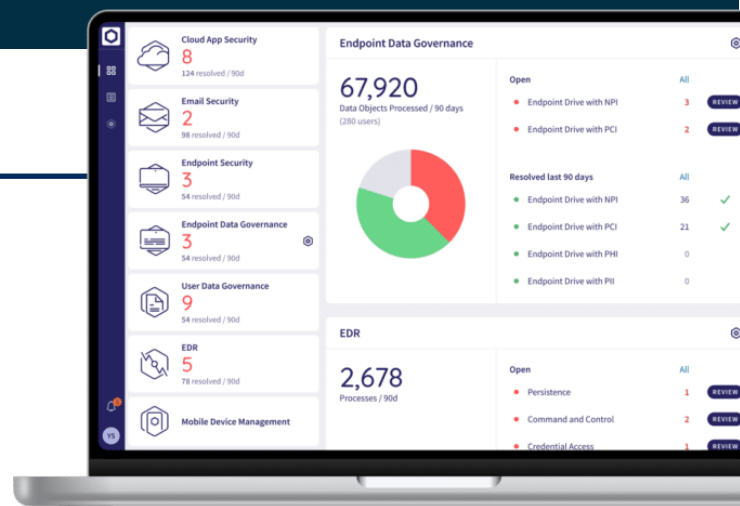 Cloud App Security
8
124 resolved / 90d
Email Security
2
98 resolved / 90d
Endpoint Security
3
54 resolved / 90d
Endpoint Data Governance
3
54 resolved / 90d
User Data Governance
9
54 resolved / 90d
EDR
5
78 resolved / 90d
Mobile Device Management
YS
Endpoint Data Governance
67,920
Data Objects Processed / 90 days
(280 users)
Open All
Endpoint Drive with NPI 3 REVIEW
Endpoint Drive with PCI 2 REVIEW
Resolved last 90 days All
Endpoint Drive with NPI 36
Endpoint Drive with PCI 21
Endpoint Drive with PHI 0
Endpoint Drive with PII 0
EDR
2,678
Processes / 90d
Open All
Persistence 1 REVIEW
Command and Control 2 REVIEW
Credential Access 1 REVIEW